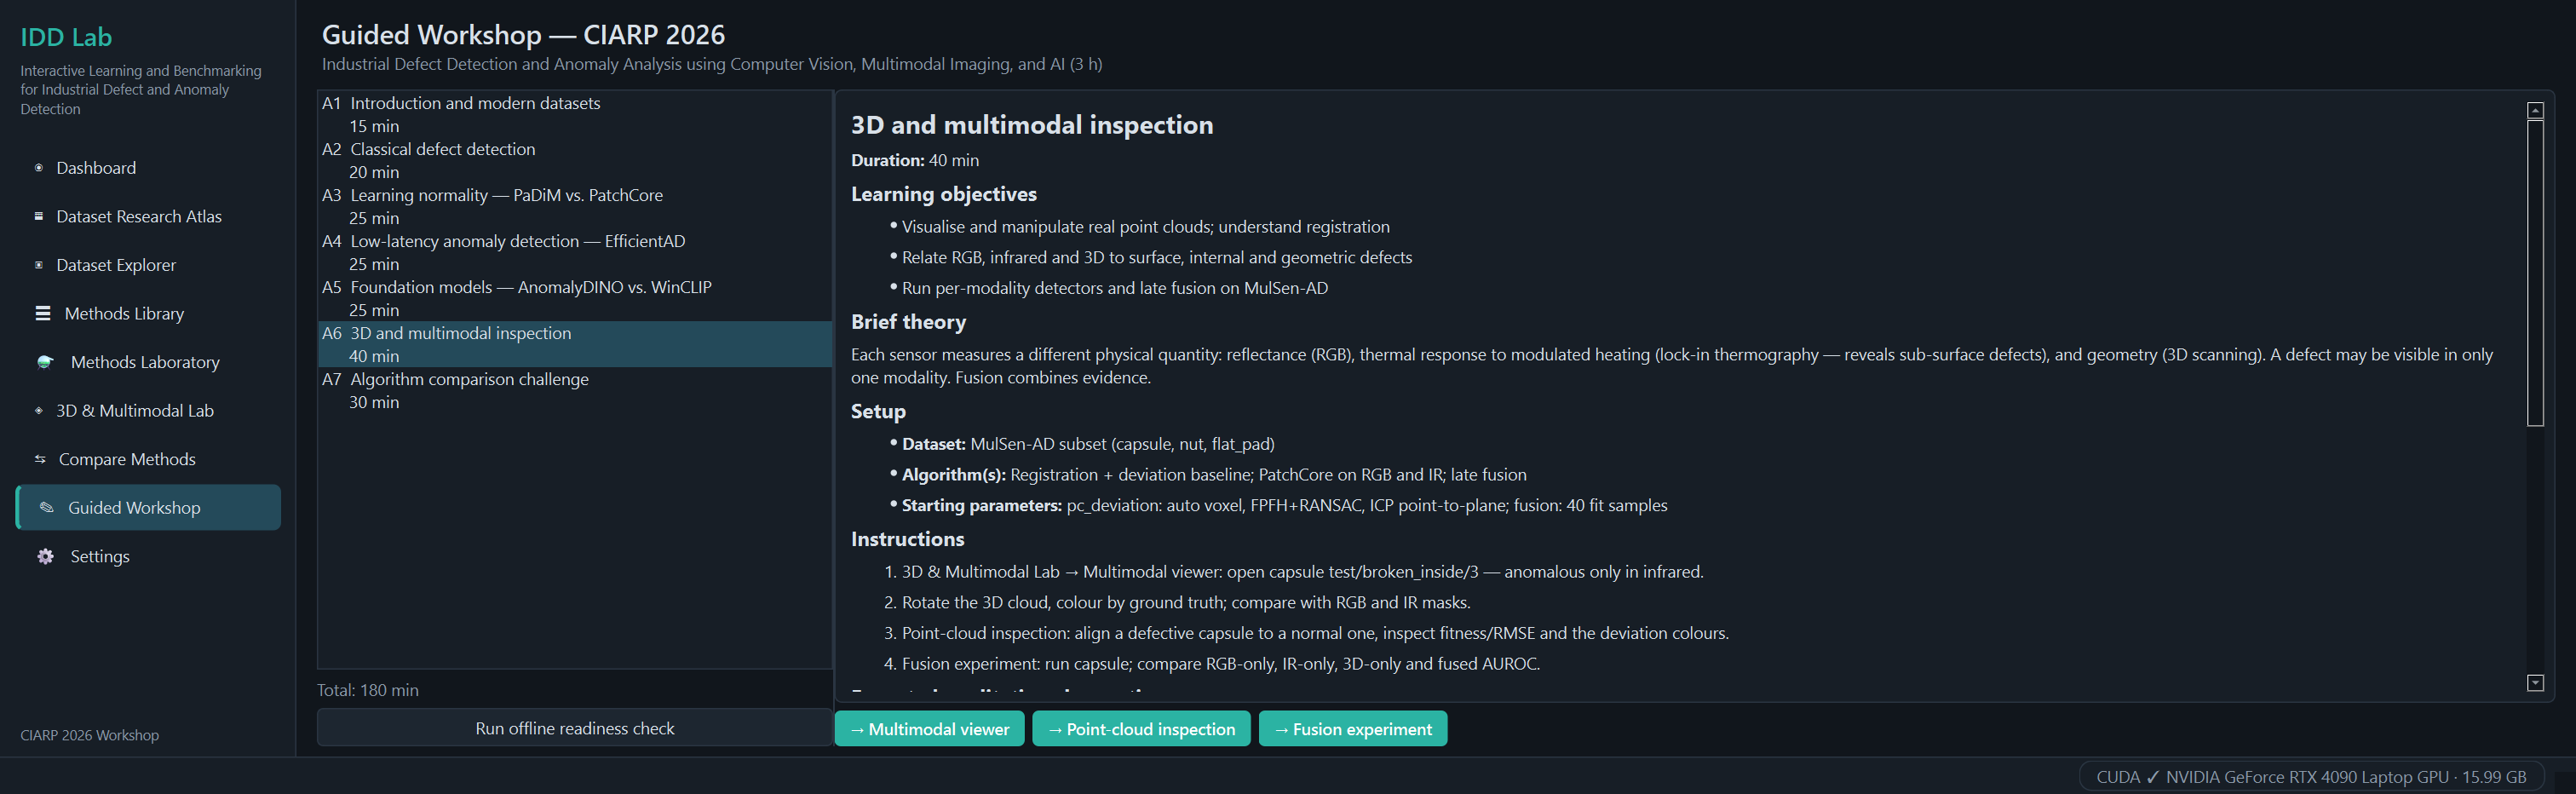 IDD Lab
Interactive Learning and Benchmarking
for Industrial Defect and Anomaly
Detection
Dashboard
Dataset Research Atlas
Dataset Explorer
Methods Library
Methods Laboratory
3D & Multimodal Lab
Compare Methods
Guided Workshop
Settings
CIARP 2026 Workshop
Guided Workshop — CIARP 2026
Industrial Defect Detection and Anomaly Analysis using Computer Vision, Multimodal Imaging, and AI (3 h)
A1 Introduction and modern datasets
15 min
A2 Classical defect detection
20 min
A3 Learning normality — PaDiM vs. PatchCore
25 min
A4 Low-latency anomaly detection — EfficientAD
25 min
A5 Foundation models — AnomalyDINO vs. WinCLIP
25 min
A6 3D and multimodal inspection
40 min
A7 Algorithm comparison challenge
30 min
Total: 180 min
Run offline readiness check
3D and multimodal inspection
Duration: 40 min
Learning objectives
• Visualise and manipulate real point clouds; understand registration
• Relate RGB, infrared and 3D to surface, internal and geometric defects
• Run per-modality detectors and late fusion on MulSen-AD
Brief theory
Each sensor measures a different physical quantity: reflectance (RGB), thermal response to modulated heating (lock-in thermography — reveals sub-surface defects), and geometry (3D scanning). A defect may be visible in only
one modality. Fusion combines evidence.
Setup
• Dataset: MulSen-AD subset (capsule, nut, flat_pad)
• Algorithm(s): Registration + deviation baseline; PatchCore on RGB and IR; late fusion
• Starting parameters: pc_deviation: auto voxel, FPFH+RANSAC, ICP point-to-plane; fusion: 40 fit samples
Instructions
1. 3D & Multimodal Lab → Multimodal viewer: open capsule test/broken_inside/3 — anomalous only in infrared.
2. Rotate the 3D cloud, colour by ground truth; compare with RGB and IR masks.
3. Point-cloud inspection: align a defective capsule to a normal one, inspect fitness/RMSE and the deviation colours.
4. Fusion experiment: run capsule; compare RGB-only, IR-only, 3D-only and fused AUROC.
→ Multimodal viewer
→ Point-cloud inspection
→ Fusion experiment
CUDA ✓ NVIDIA GeForce RTX 4090 Laptop GPU · 15.99 GB